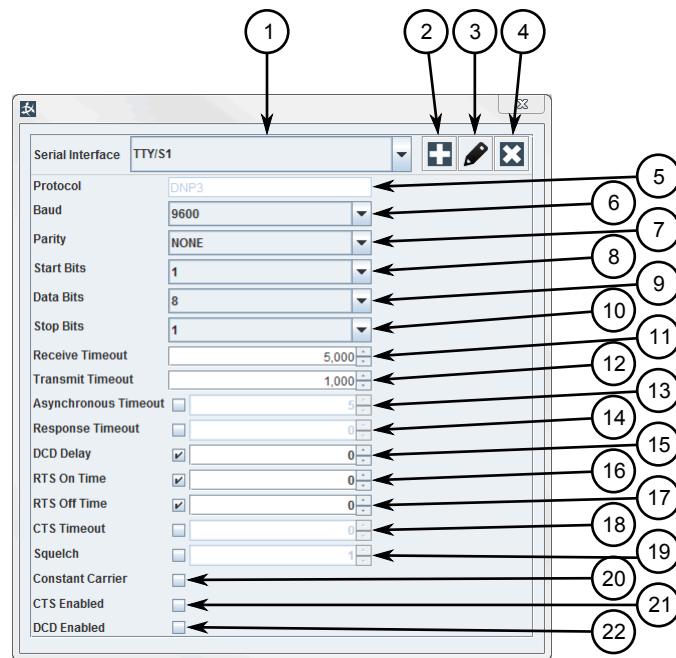 1 2 3 4
Serial Interface TTY/S1
Protocol DNP3 5
Baud 9600 6
Parity NONE 7
Start Bits 1 8
Data Bits 8 9
Stop Bits 1 10
Receive Timeout 5,000 11
Transmit Timeout 1,000 12
Asynchronous Timeout 5 13
Response Timeout 0 14
DCD Delay 0 15
RTS On Time 0 16
RTS Off Time 0 17
CTS Timeout 0 18
Squelch 1 19
Constant Carrier 20
CTS Enabled 21
DCD Enabled 22